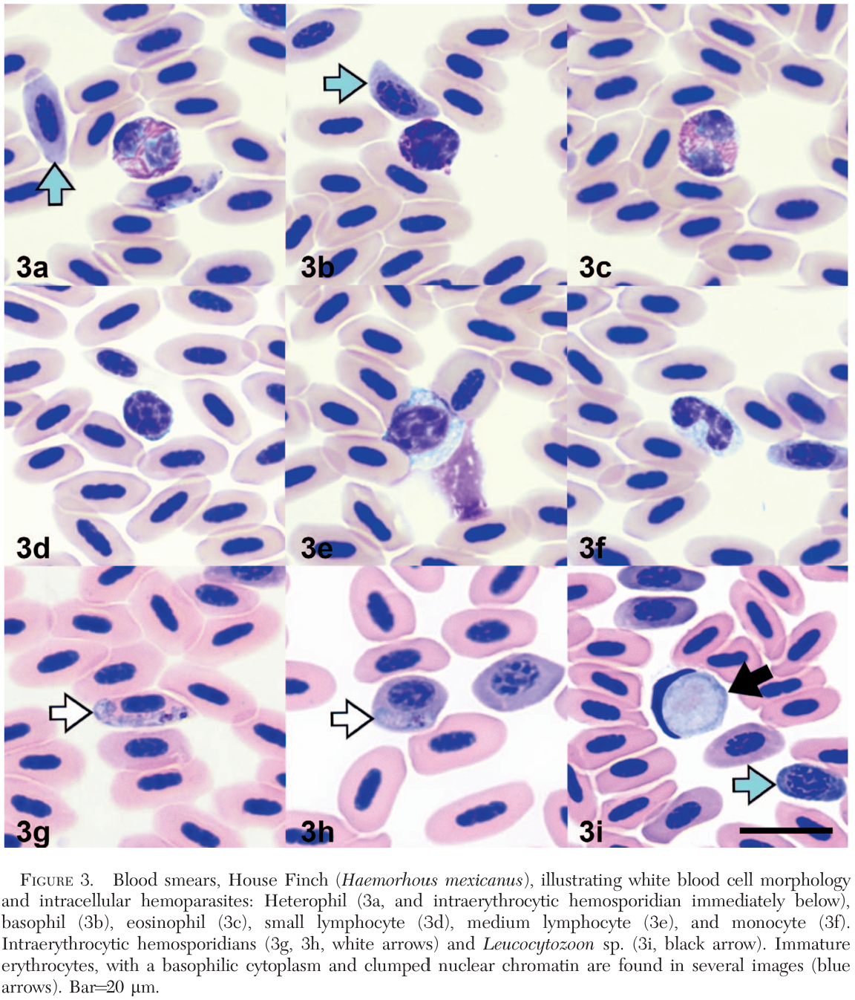 3a
3b
3c
3d
3e
3f
3g
3h
3i
FIGURE 3. Blood smears, House Finch (Haemorhous mexicanus), illustrating white blood cell morphology
and intracellular hemoparasites: Heterophil (3a, and intraerythrocytic hemosporidian immediately below),
basophil (3b), eosinophil (3c), small lymphocyte (3d), medium lymphocyte (3e), and monocyte (3f).
Intraerythrocytic hemosporidians (3g, 3h, white arrows) and Leucocytozoon sp. (3i, black arrow). Immature
erythrocytes, with a basophilic cytoplasm and clumped nuclear chromatin are found in several images (blue
arrows). Bar=20 μm.